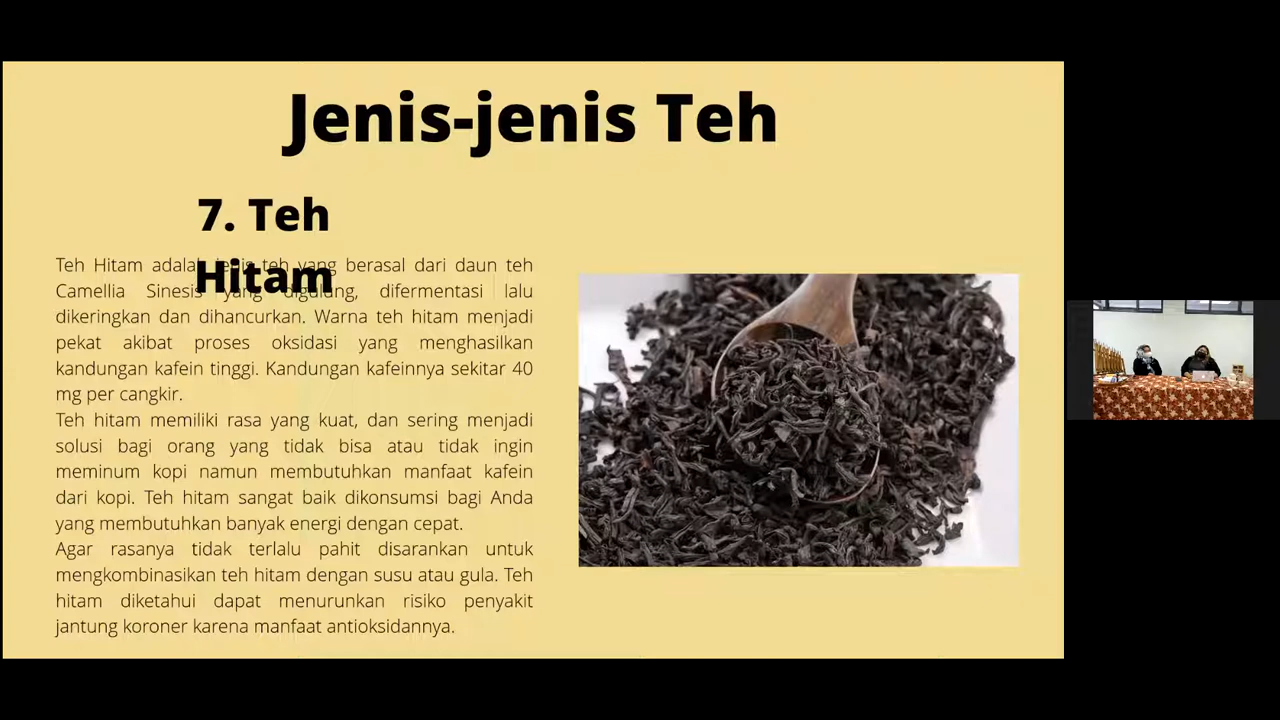 Jenis-jenis Teh
7. Teh
Hitam
Teh Hitam adalah jenis teh yang berasal dari daun teh
Camellia Sinesis yang digulung, difermentasi lalu
dikeringkan dan dihancurkan. Warna teh hitam menjadi
pekat akibat proses oksidasi yang menghasilkan
kandungan kafein tinggi. Kandungan kafeinnya sekitar 40
mg per cangkir.
Teh hitam memiliki rasa yang kuat, dan sering menjadi
solusi bagi orang yang tidak bisa atau tidak ingin
meminum kopi namun membutuhkan manfaat kafein
dari kopi. Teh hitam sangat baik dikonsumsi bagi Anda
yang membutuhkan banyak energi dengan cepat.
Agar rasanya tidak terlalu pahit disarankan untuk
mengkombinasikan teh hitam dengan susu atau gula. Teh
hitam diketahui dapat menurunkan risiko penyakit
jantung koroner karena manfaat antioksidannya.